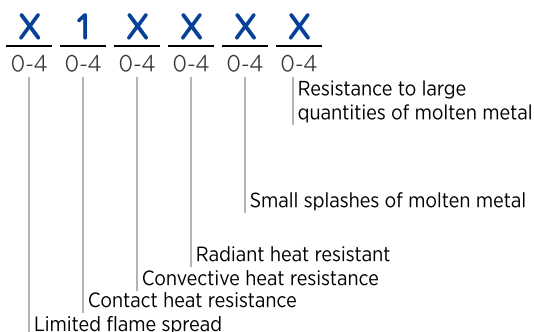 X 1 X X X X
0-4 0-4 0-4 0-4 0-4 0-4
Resistance to large
quantities of molten metal
Small splashes of molten metal
Radiant heat resistant
Convective heat resistance
Contact heat resistance
Limited flame spread